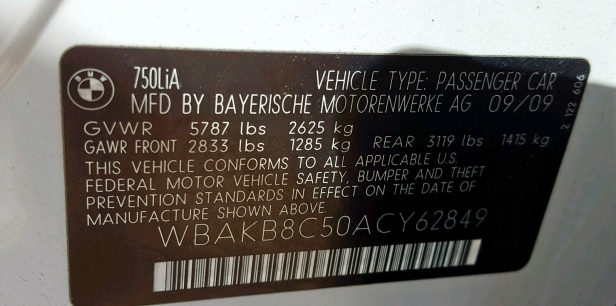 BMW
750LiA VEHICLE TYPE: PASSENGER CAR
MFD BY BAYERISCHE MOTORENWERKE AG 09/09
GVWR 5787 lbs 2625 kg
GAWR FRONT 2833 lbs 1285 kg REAR 3119 lbs 1415 kg
THIS VEHICLE CONFORMS TO ALL APPLICABLE U.S.
FEDERAL MOTOR VEHICLE SAFETY, BUMPER AND THEFT
PREVENTION STANDARDS IN EFFECT ON THE DATE OF
MANUFACTURE SHOWN ABOVE.
WBAKB8C50ACY62849
2 122 606